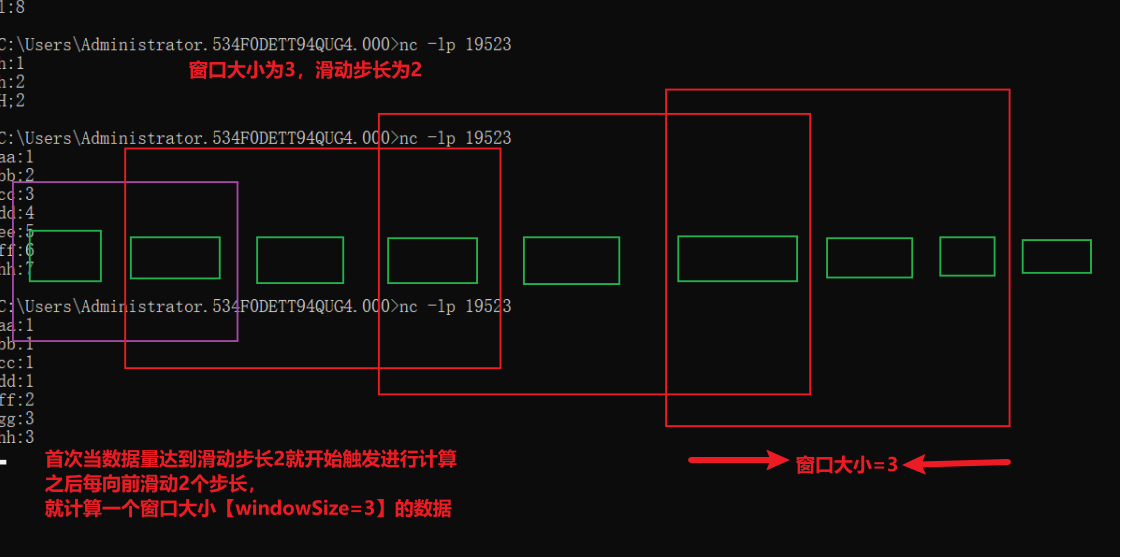 1:8
C:\Users\Administrator.534F0DETT94QUG4.000>nc -lp 19523
h:1
窗口大小为3，滑动步长为2
h:2
H;2
C:\Users\Administrator.534F0DETT94QUG4.000>nc -lp 19523
aa:1
bb:2
cc:3
dd:4
ee:5
ff:6
hh:7
C:\Users\Administrator.534F0DETT94QUG4.000>nc -lp 19523
aa:1
bb:1
cc:1
dd:1
ff:2
gg:3
hh:3
首次当数据量达到滑动步长2就开始触发进行计算
之后每向前滑动2个步长，
就计算一个窗口大小【windowSize=3】的数据
窗口大小=3